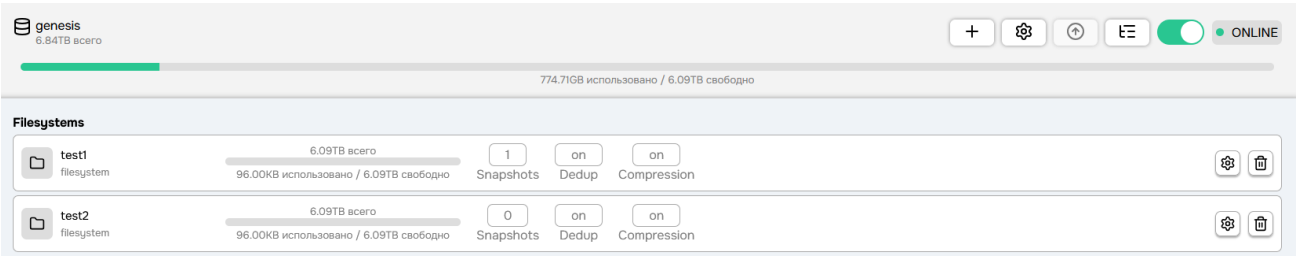 genesis
6.84TB всего
ONLINE
774.71GB использовано / 6.09TB свободно
Filesystems
test1
filesystem
6.09TB всего
96.00KB использовано / 6.09TB свободно
1
Snapshots
on
Dedup
on
Compression
test2
filesystem
6.09TB всего
96.00KB использовано / 6.09TB свободно
0
Snapshots
on
Dedup
on
Compression